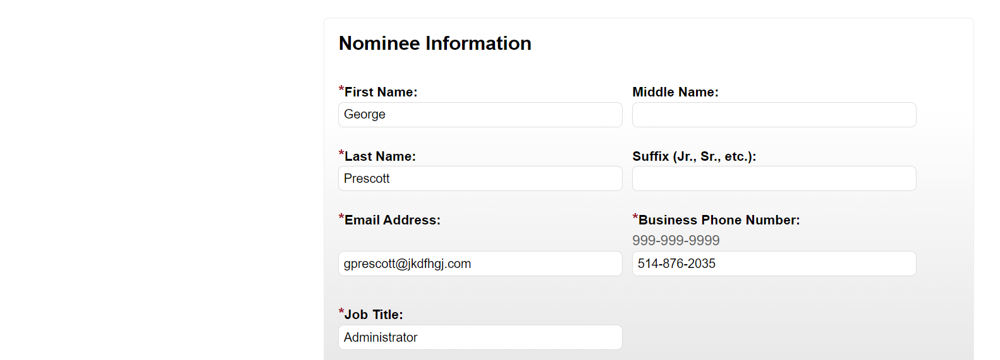 Nominee Information
*First Name: Middle Name:
George
*Last Name: Suffix (Jr., Sr., etc.):
Prescott
*Email Address: *Business Phone Number:
999-999-9999
gprescott@jkdfhgj.com 514-876-2035
*Job Title:
Administrator